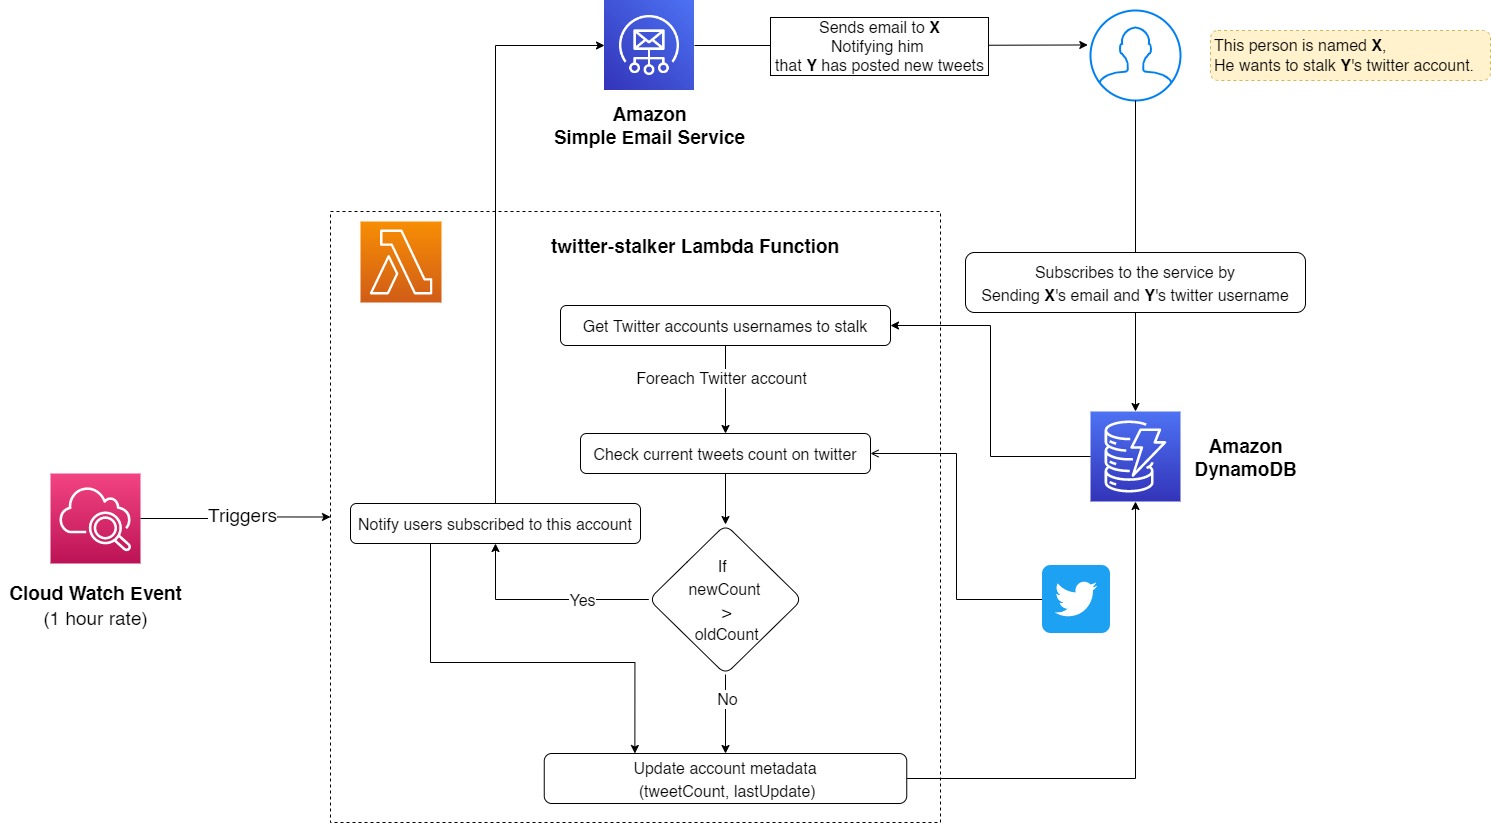 Sends email to X
Notifying him
that Y has posted new tweets
This person is named X,
He wants to stalk Y's twitter account.
Amazon
Simple Email Service
twitter-stalker Lambda Function
Subscribes to the service by
Sending X's email and Y's twitter username
Get Twitter accounts usernames to stalk
Foreach Twitter account
Check current tweets count on twitter
Amazon
DynamoDB
Triggers
Notify users subscribed to this account
Cloud Watch Event
(1 hour rate)
If
newCount
>
oldCount
Yes
No
Update account metadata
(tweetCount, lastUpdate)